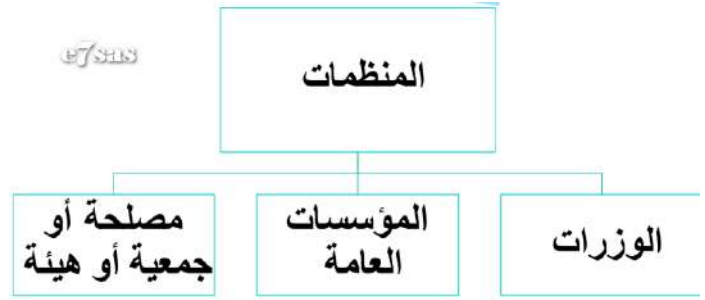 e7sas
المنظمات
الوزرات
المؤسسات
العامة
مصلحة أو
جمعية أو هيئة